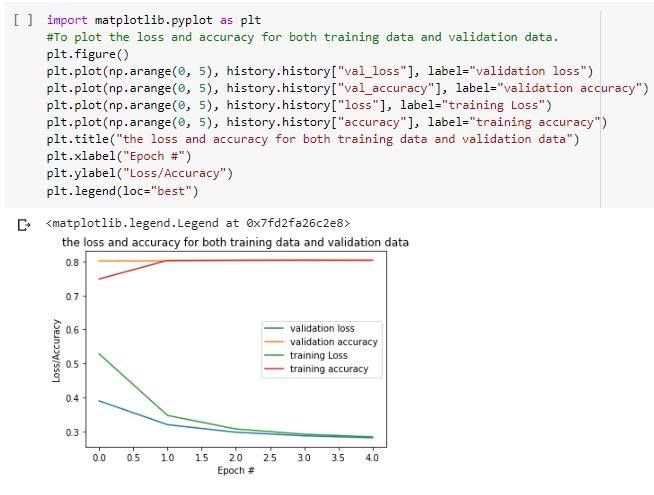 [ ] import matplotlib.pyplot as plt
#To plot the loss and accuracy for both training data and validation data.
plt.figure()
plt.plot(np.arange(0, 5), history.history["val_loss"], label="validation loss")
plt.plot(np.arange(0, 5), history.history["val_accuracy"], label="validation accuracy")
plt.plot(np.arange(0, 5), history.history["loss"], label="training Loss")
plt.plot(np.arange(0, 5), history.history["accuracy"], label="training accuracy")
plt.title("the loss and accuracy for both training data and validation data")
plt.xlabel("Epoch #")
plt.ylabel("Loss/Accuracy")
plt.legend(loc="best")
<matplotlib.legend.Legend at 0x7fd2fa26c2e8>
the loss and accuracy for both training data and validation data
0.8
0.7
0.6
0.5
0.4
0.3
Loss/Accuracy
validation loss
validation accuracy
training Loss
training accuracy
0.0 0.5 1.0 1.5 2.0 2.5 3.0 3.5 4.0
Epoch #